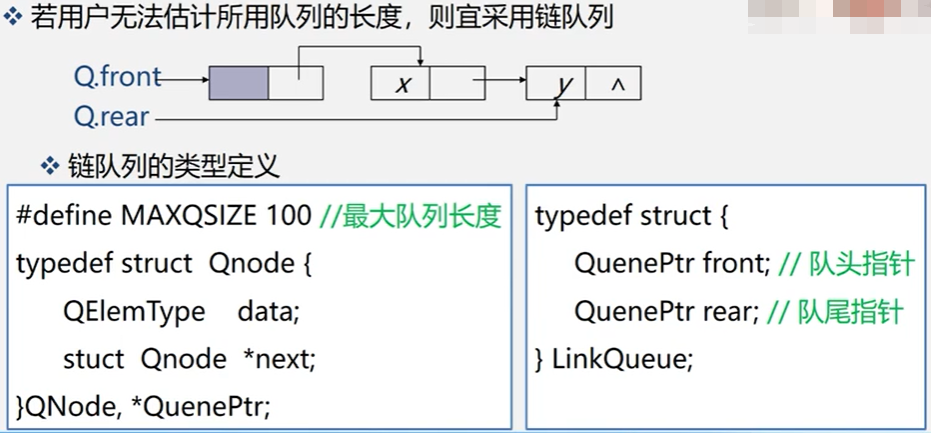 ❖ 若用户无法估计所用队列的长度，则宜采用链队列
Q.front
x
y
^
Q.rear
❖ 链队列的类型定义
#define MAXQSIZE 100 //最大队列长度
typedef struct Qnode {
QElemType data;
stuct Qnode *next;
}QNode, *QuenePtr;
typedef struct {
QuenePtr front; // 队头指针
QuenePtr rear; // 队尾指针
} LinkQueue;